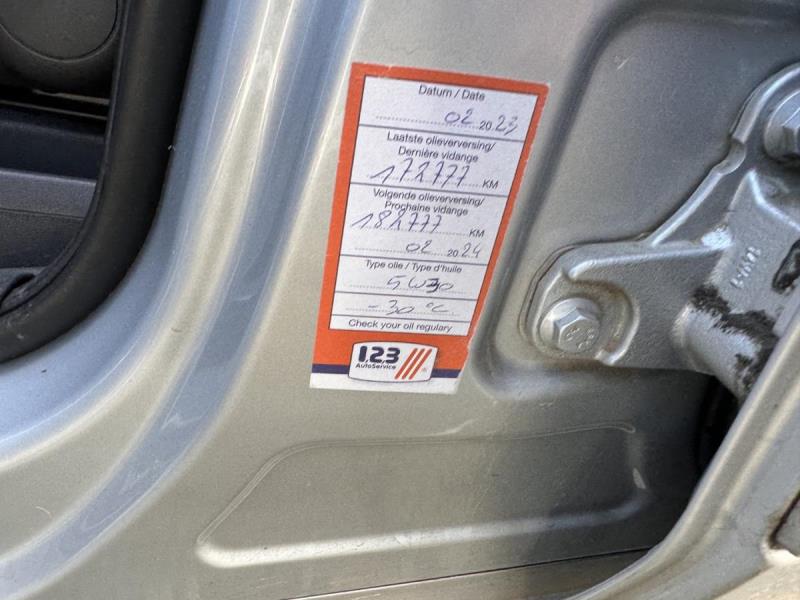 Datum / Date
02 2023
Laatste olieverversing/
Dernière vidange
172777 KM
Volgende olieverversing/
Prochaine vidange
182777 KM
02 2024
Type olie / Type d'huile
5W30
-30 °C
Check your oil regulary
1,2,3
AutoService